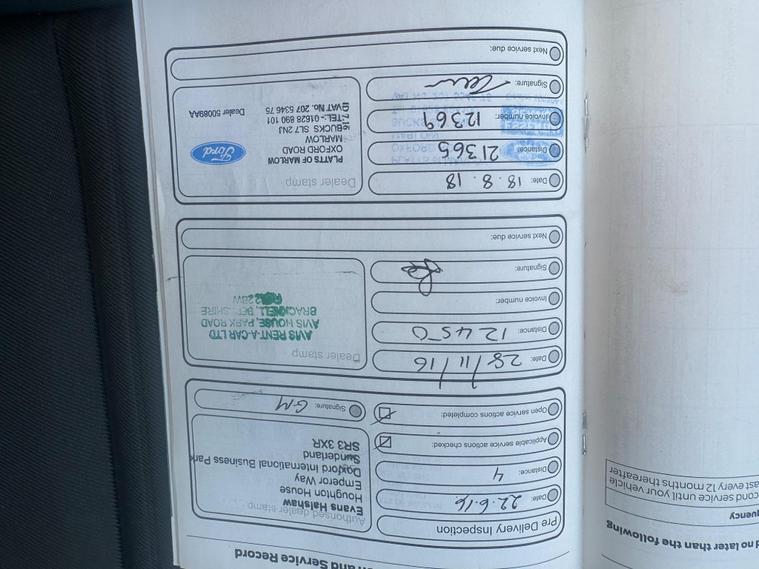 n and Service Record
Pre Delivery Inspection
Date: 22.6.16
Distance: 4
Applicable service actions checked:
Open service actions completed:
Authorised dealer stamp
Evans Halshaw
Houghton House
Emperor Way
Doxford International Business Park
Sunderland
SR3 3XR
Signature: GM
Date: 28/11/16
Distance: 12450
Invoice number:
Signature:
Next service due:
Dealer stamp
AVIS RENT-A-CAR LTD
AVIS HOUSE, PARK ROAD
BRACKNELL, BERKSHIRE
Date: 18.8.18
Distance: 21365
Invoice number: 12369
Signature:
Next service due:
Dealer stamp
PLATTS OF MARLOW
OXFORD ROAD
MARLOW
BUCKS SL7 2NJ
TEL:- 01628 890 101
VAT No. 207 5346 75
Dealer 50089AA
Ford
d no later than the following
quency
cond service until your vehicle
ast every 12 months thereafter